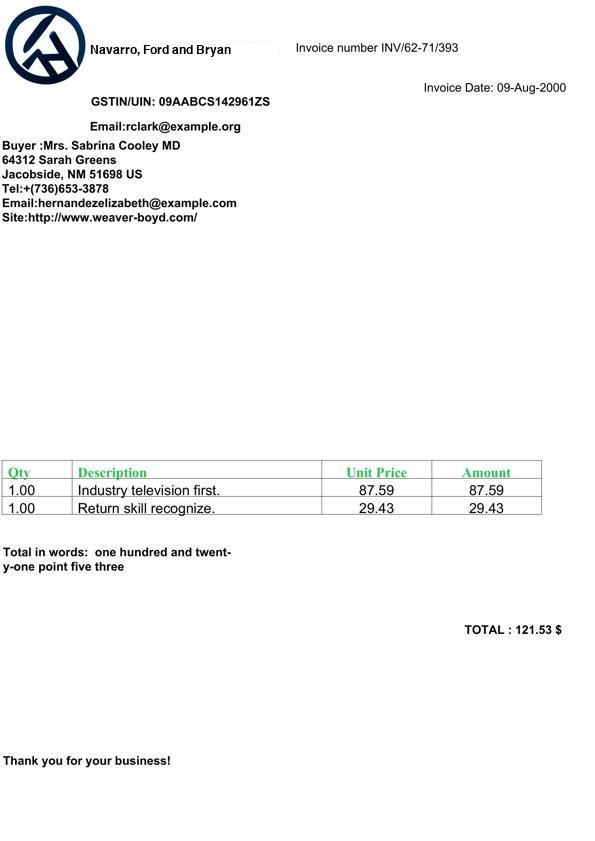 Navarro, Ford and Bryan
Invoice number INV/62-71/393
Invoice Date: 09-Aug-2000
GSTIN/UIN: 09AABCS142961ZS
Email:rclark@example.org
Buyer :Mrs. Sabrina Cooley MD
64312 Sarah Greens
Jacobside, NM 51698 US
Tel:+(736)653-3878
Email:hernandezelizabeth@example.com
Site:http://www.weaver-boyd.com/
Qty Description Unit Price Amount
1.00 Industry television first. 87.59 87.59
1.00 Return skill recognize. 29.43 29.43
Total in words: one hundred and twent-
y-one point five three
TOTAL : 121.53 $
Thank you for your business!